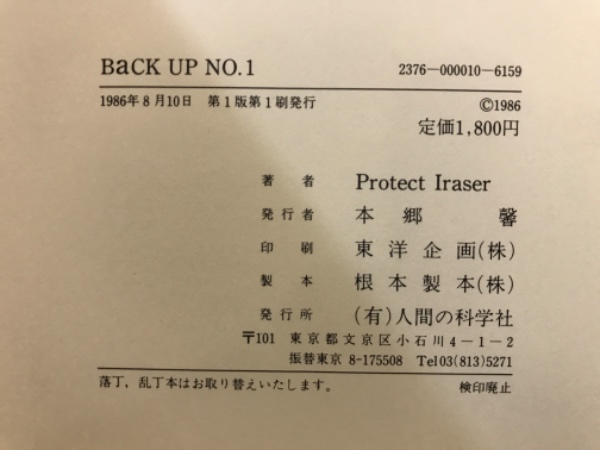 BaCK UP NO.1 2376—000010—6159
1986年8月10日 第1版第1刷発行 ©1986
定価1,800円
著者 Protect Iraser
発行者 本郷馨
印刷 東洋企画(株)
製本 根本製本(株)
発行所 (有)人間の科学社
〒101 東京都文京区小石川4—1—2
振替東京 8-175508 Tel03(813)5271
落丁、乱丁本はお取り替えいたします。 検印廃止